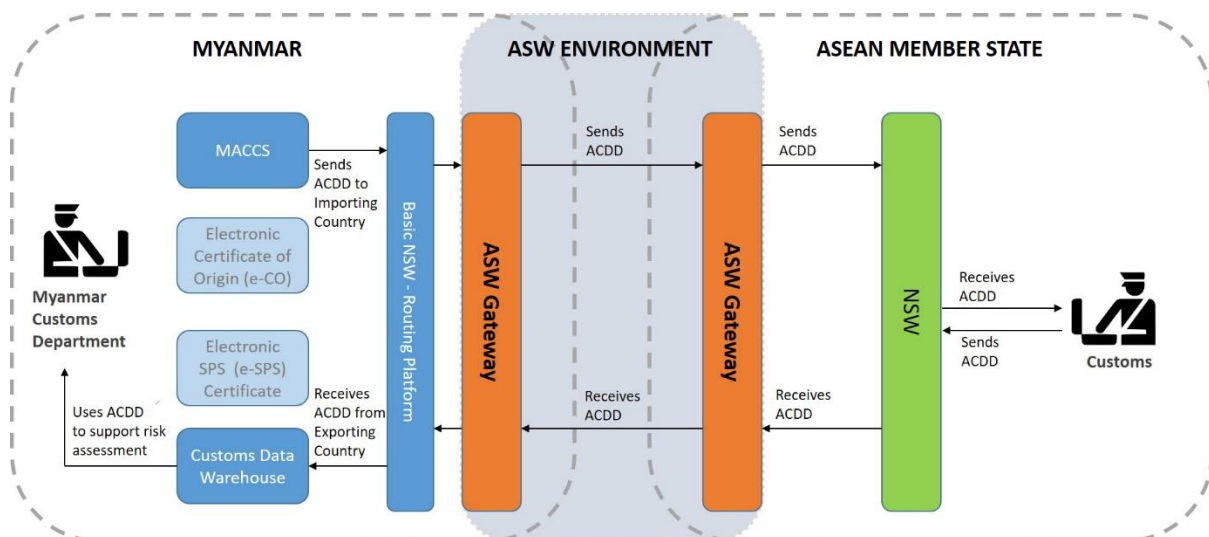 MYANMAR
ASW ENVIRONMENT
ASEAN MEMBER STATE
MACCS
Sends
ACDD to
Importing
Country
Electronic
Certificate of
Origin (e-CO)
Myanmar
Customs
Department
Electronic
SPS (e-SPS)
Certificate
Uses ACDD
to support risk
assessment
Customs Data
Warehouse
Receives
ACDD from
Exporting
Country
Basic NSW - Routing Platform
ASW Gateway
Sends
ACDD
Receives
ACDD
ASW Gateway
Sends
ACDD
Receives
ACDD
NSW
Receives
ACDD
Sends
ACDD
Customs